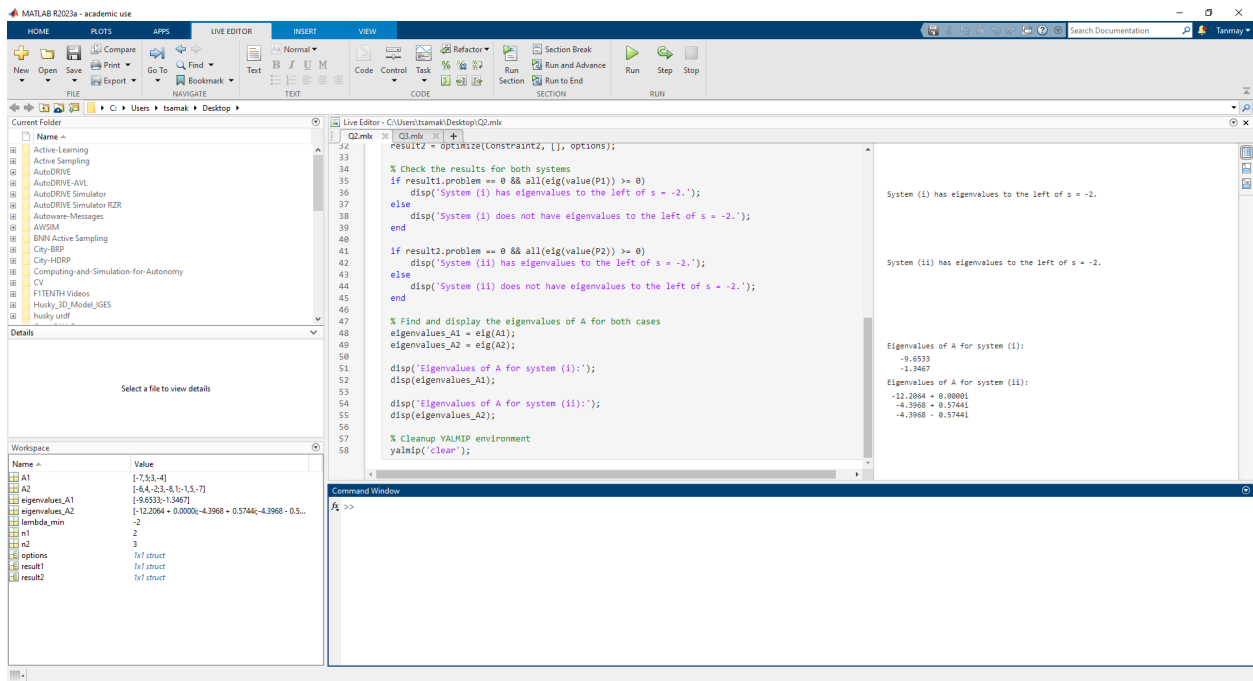 MATLAB R2023a - academic use
HOME PLOTS APPS LIVE EDITOR INSERT VIEW
Search Documentation
Tanmay
New Open Save Compare Print Export
FILE
Go To Find Bookmark
NAVIGATE
Text Normal
B I U M
TEXT
Code Control Task Refactor
CODE
Run Section Section Break
Run and Advance
Run to End
SECTION
Run Step Stop
RUN
C: Users tsamak Desktop
Current Folder
Name
Active-Learning
Active Sampling
AutoDRIVE
AutoDRIVE-AVL
AutoDRIVE Simulator
AutoDRIVE Simulator RZR
Autoware-Messages
AWSIM
BNN Active Sampling
City-BRP
City-HDRP
Computing-and-Simulation-for-Autonomy
CV
F1TENTH Videos
Husky_3D_Model_IGES
husky urdf
Details
Select a file to view details
Workspace
Name Value
A1 [-7,5;3,-4]
A2 [-6,4,-2;3,-8,1;-1,5,-7]
eigenvalues_A1 [-9.6533;-1.3467]
eigenvalues_A2 [-12.2064 + 0.0000i;-4.3968 + 0.5744i;-4.3968 - 0.5...
lambda_min -2
n1 2
n2 3
options 1x1 struct
result1 1x1 struct
result2 1x1 struct
Live Editor - C:\Users\tsamak\Desktop\Q2.mlx
Q2.mlx Q3.mlx +
32 result2 = optimize(Constraint2, [], options);
33
34 % Check the results for both systems
35 if result1.problem == 0 && all(eig(value(P1)) >= 0)
36 disp('System (i) has eigenvalues to the left of s = -2.');
37 else
38 disp('System (i) does not have eigenvalues to the left of s = -2.');
39 end
40
41 if result2.problem == 0 && all(eig(value(P2)) >= 0)
42 disp('System (ii) has eigenvalues to the left of s = -2.');
43 else
44 disp('System (ii) does not have eigenvalues to the left of s = -2.');
45 end
46
47 % Find and display the eigenvalues of A for both cases
48 eigenvalues_A1 = eig(A1);
49 eigenvalues_A2 = eig(A2);
50
51 disp('Eigenvalues of A for system (i):');
52 disp(eigenvalues_A1);
53
54 disp('Eigenvalues of A for system (ii):');
55 disp(eigenvalues_A2);
56
57 % Cleanup YALMIP environment
58 yalmip('clear');
System (i) has eigenvalues to the left of s = -2.
System (ii) has eigenvalues to the left of s = -2.
Eigenvalues of A for system (i):
-9.6533
-1.3467
Eigenvalues of A for system (ii):
-12.2064 + 0.0000i
-4.3968 + 0.5744i
-4.3968 - 0.5744i
Command Window
fx >>